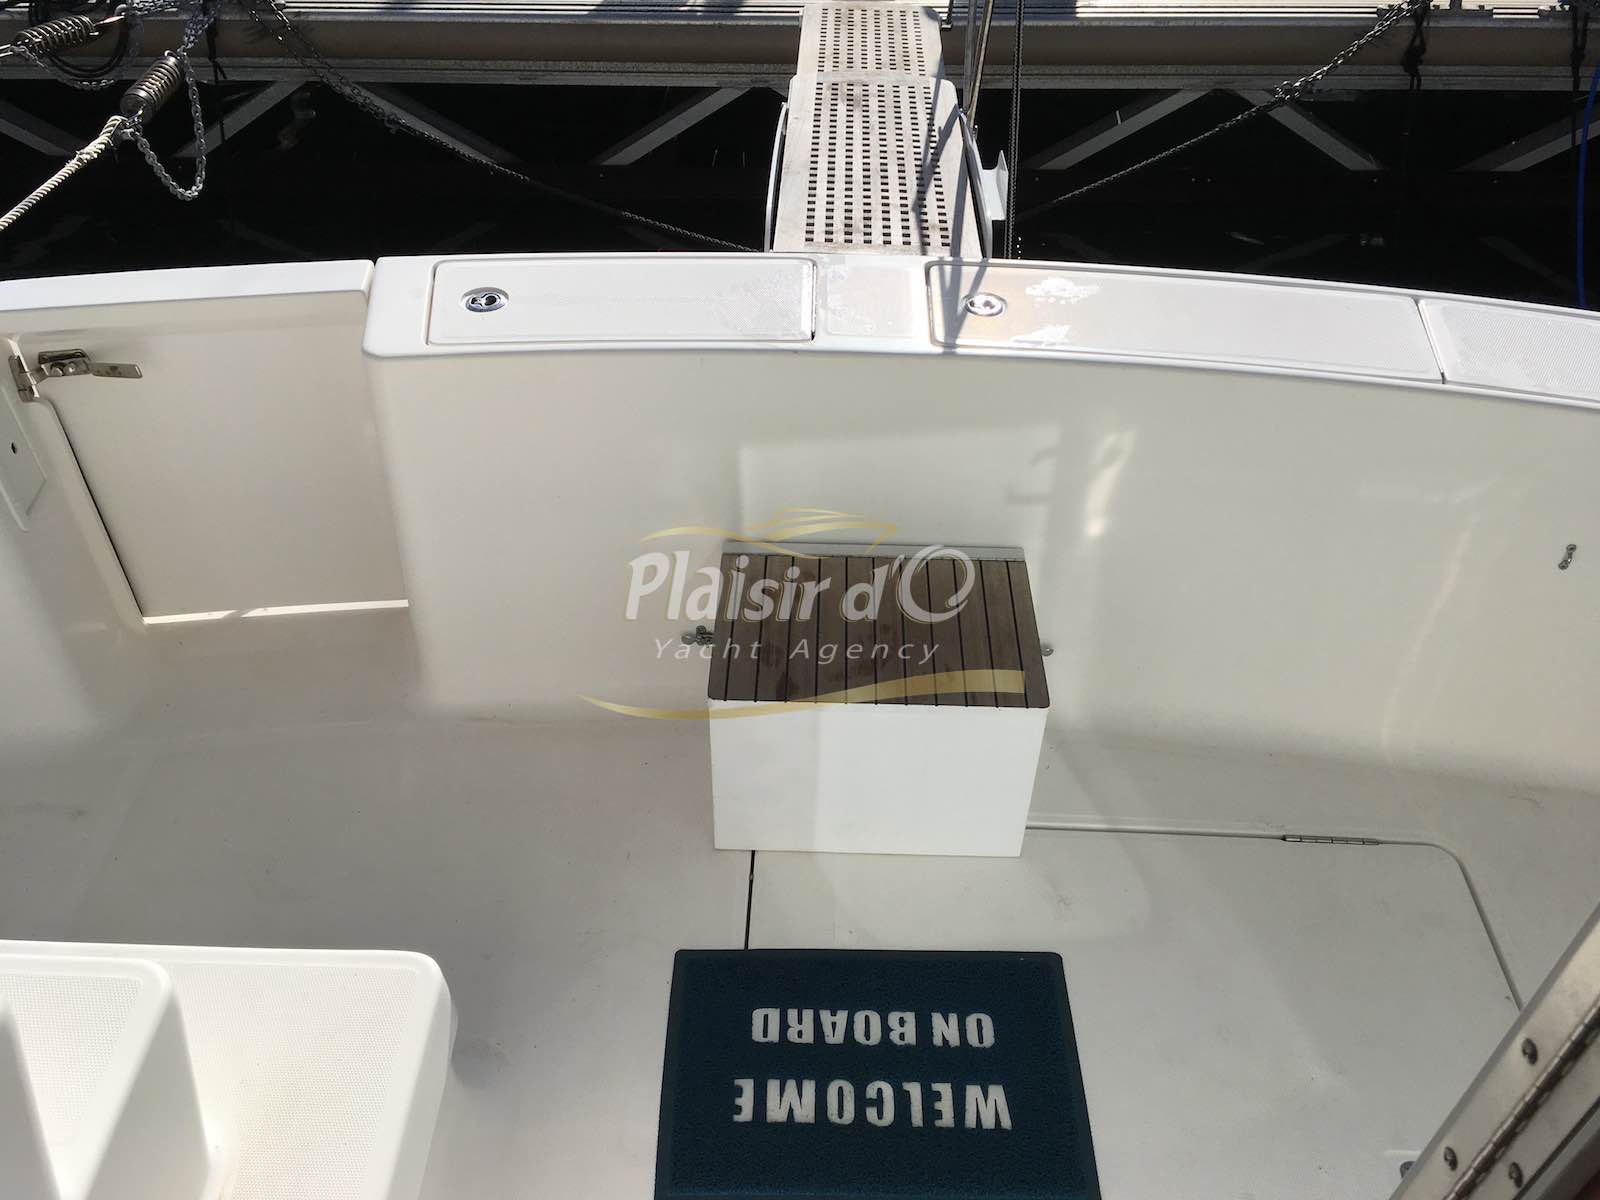 Plaisir d'O
Yacht Agency
WELCOME
ON BOARD